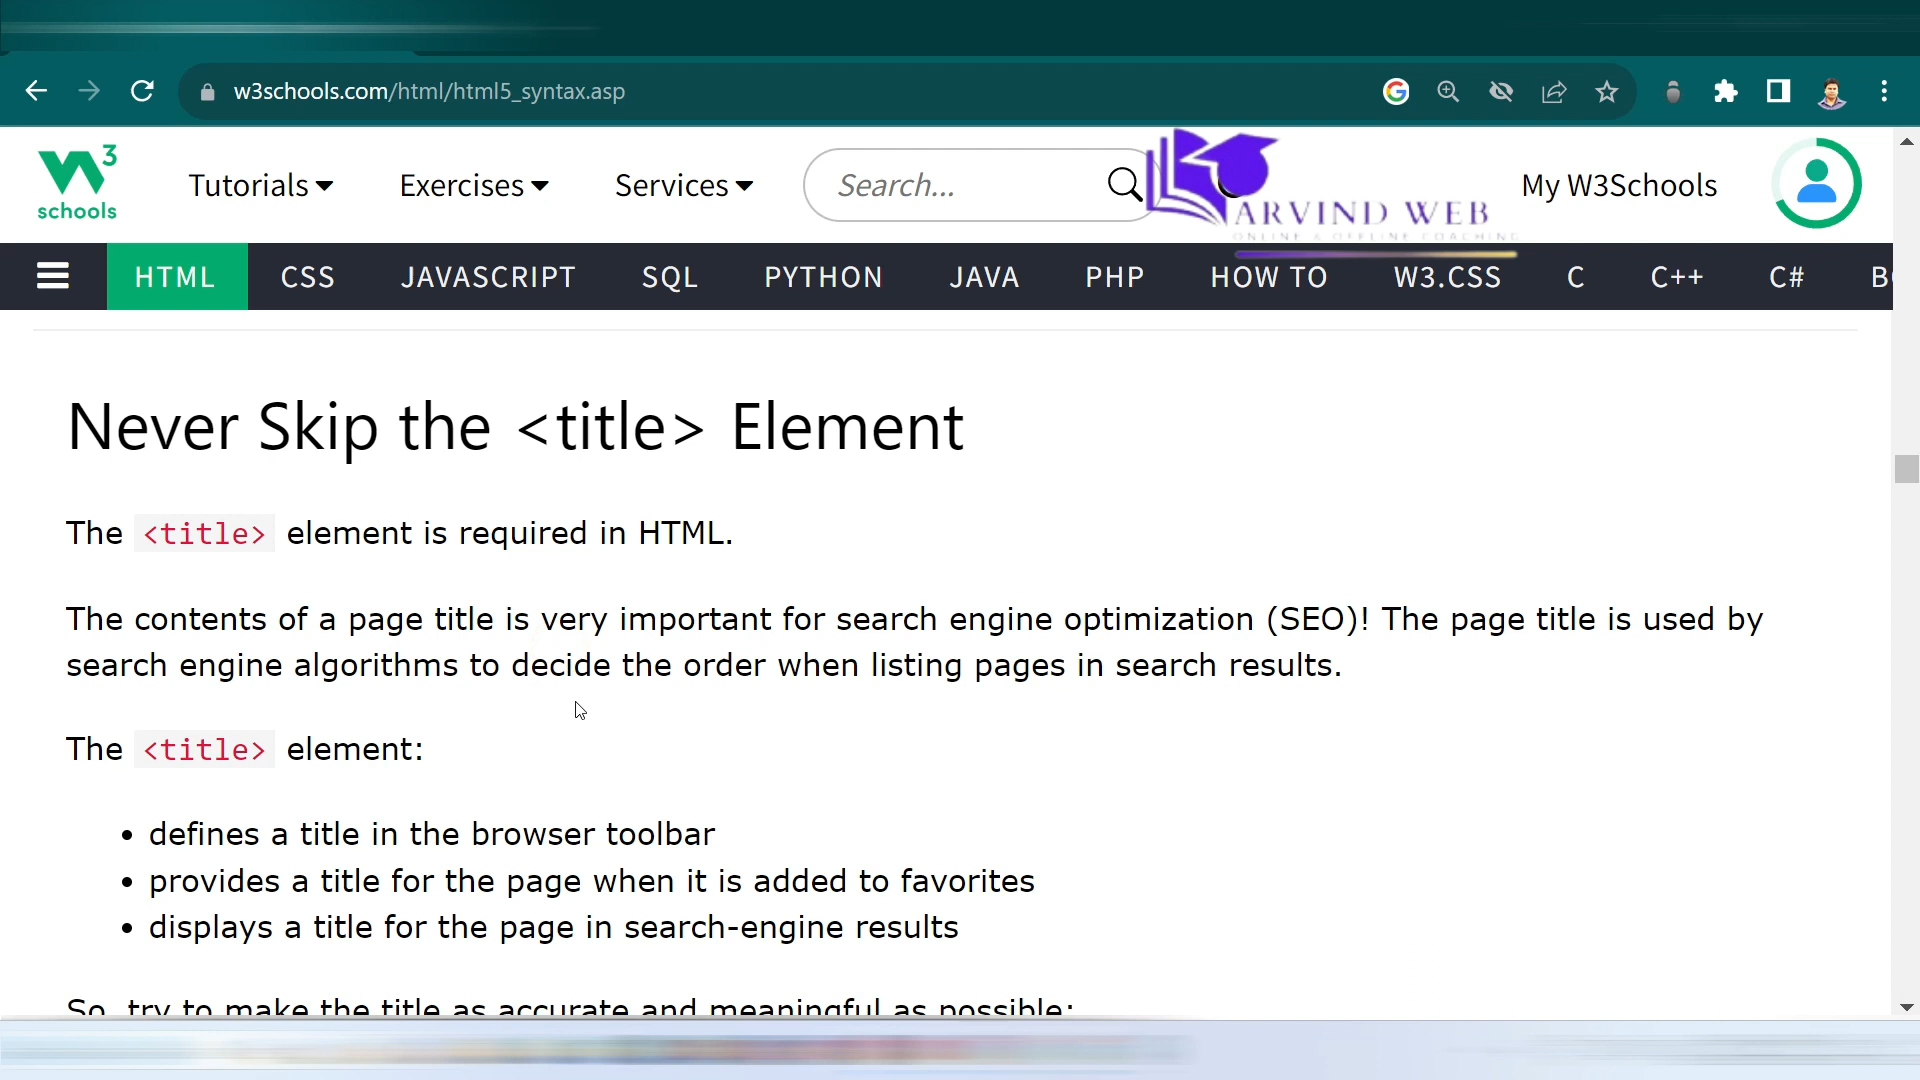 w3schools.com/html/html5_syntax.asp
W3 schools
Tutorials
Exercises
Services
Search...
ARVIND WEB
ONLINE & OFFLINE COACHING
My W3Schools
HTML CSS JAVASCRIPT SQL PYTHON JAVA PHP HOW TO W3.CSS C C++ C#
Never Skip the <title> Element
The <title> element is required in HTML.
The contents of a page title is very important for search engine optimization (SEO)! The page title is used by
search engine algorithms to decide the order when listing pages in search results.
The <title> element:
• defines a title in the browser toolbar
• provides a title for the page when it is added to favorites
• displays a title for the page in search-engine results
So, try to make the title as accurate and meaningful as possible: